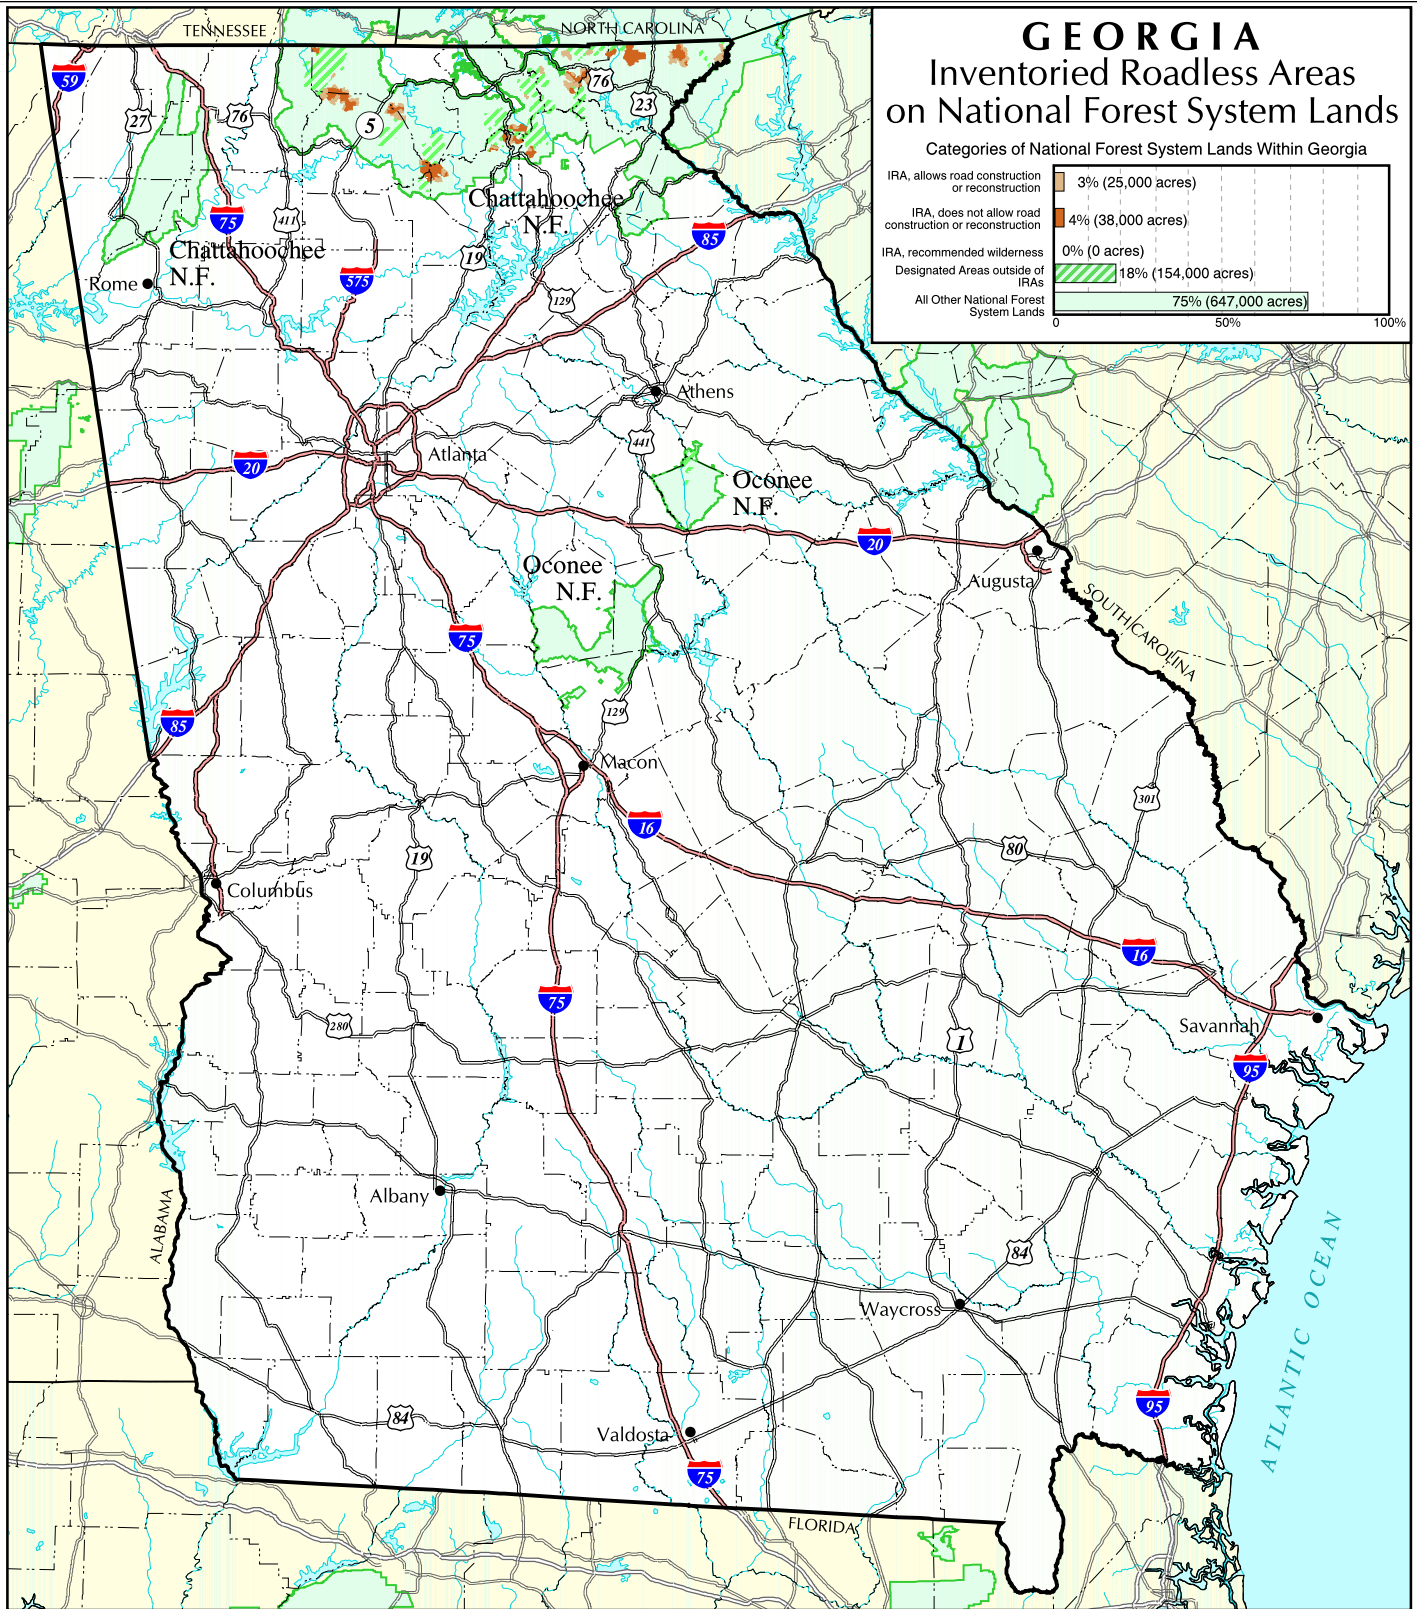 GEORGIA
Inventoried Roadless Areas
on National Forest System Lands
Categories of National Forest System Lands Within Georgia
IRA, allows road construction
or reconstruction
3% (25,000 acres)
IRA, does not allow road
construction or reconstruction
4% (38,000 acres)
IRA, recommended wilderness
0% (0 acres)
Designated Areas outside of
IRAs
18% (154,000 acres)
All Other National Forest
System Lands
75% (647,000 acres)
0
50%
100%
TENNESSEE
NORTH CAROLINA
59
27
76
5
76
23
75
411
Chattahoochee
N.F.
Chattahoochee
N.F.
85
19
575
129
Rome
Athens
441
Atlanta
20
Oconee
N.F.
20
Oconee
N.F.
Augusta
SOUTH CAROLINA
75
85
129
Macon
301
16
80
19
Columbus
16
75
280
1
Savannah
95
Albany
ALABAMA
84
Waycross
ATLANTIC OCEAN
84
95
Valdosta
75
FLORIDA